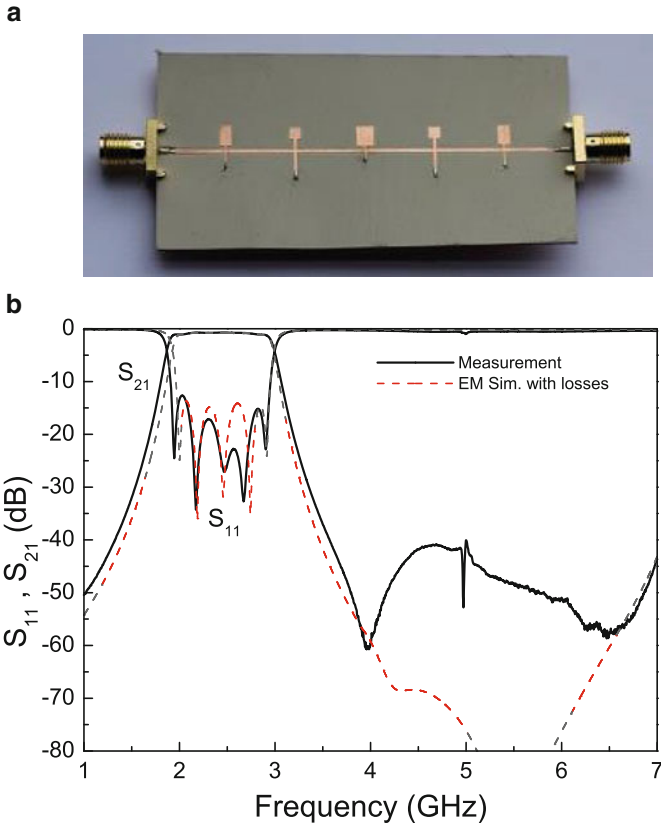 a
b
0
-10
-20
-30
-40
-50
-60
-70
-80
S₁₁ , S₂₁ (dB)
S₂₁
S₁₁
Measurement
EM Sim. with losses
1 2 3 4 5 6 7
Frequency (GHz)